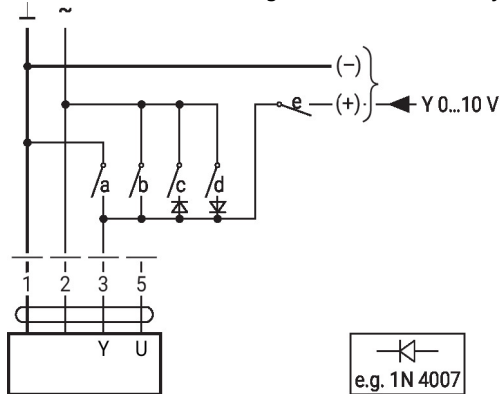 ⊥ ~
(−)
e (+) Y 0...10 V
a b c d
1 2 3 5
Y U
e.g. 1N 4007